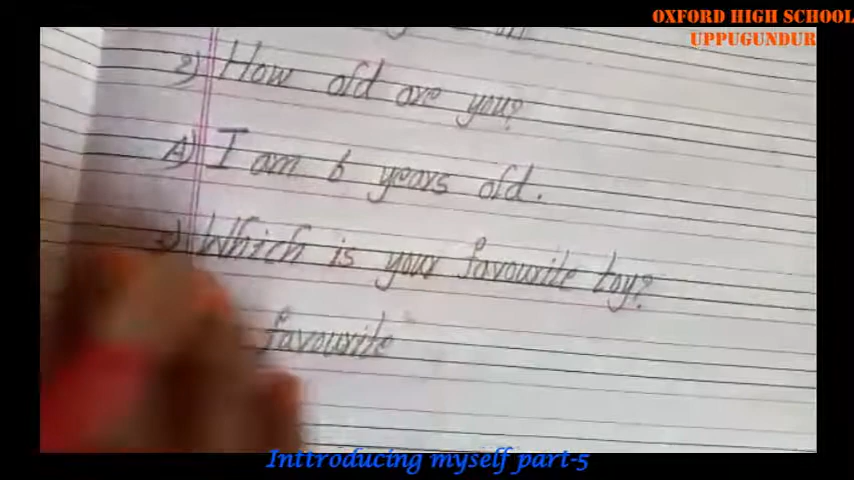 OXFORD HIGH SCHOOL
UPPUGUNDUR
2) How old are you?
A) I am 6 years old.
Which is your favourite toy?
favourite
Inttroducing myself part-5